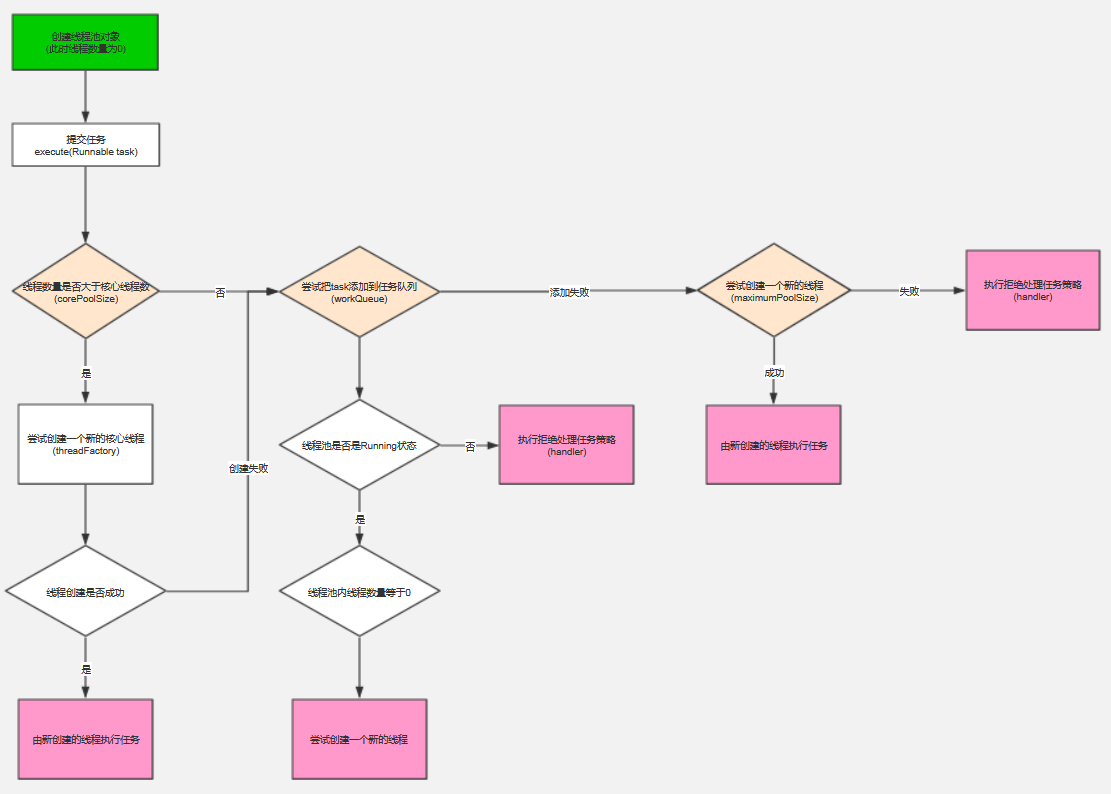 创建线程池对象
(此时线程数量为0)
提交任务
execute(Runnable task)
线程数量是否大于核心线程数
(corePoolSize)
否
尝试把task添加到任务队列
(workQueue)
添加失败
尝试创建一个新的线程
(maximumPoolSize)
失败
执行拒绝处理任务策略
(handler)
是
成功
尝试创建一个新的核心线程
(threadFactory)
线程池是否是Running状态
否
执行拒绝处理任务策略
(handler)
由新创建的线程执行任务
创建失败
是
线程创建是否成功
线程池内线程数量等于0
是
由新创建的线程执行任务
尝试创建一个新的线程